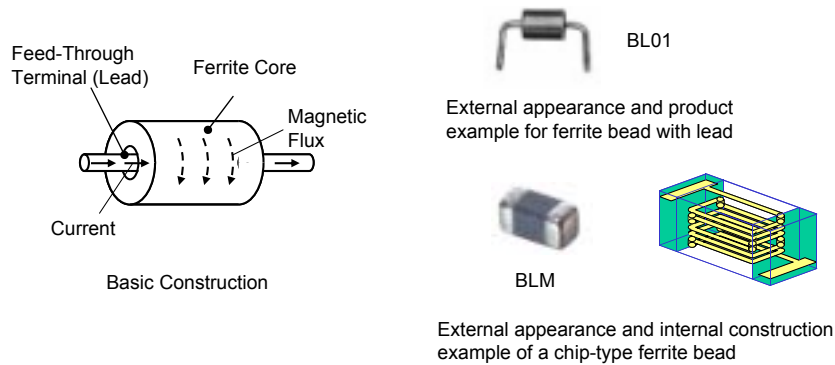 Feed-Through
Terminal (Lead)
Ferrite Core
Magnetic
Flux
Current
Basic Construction
BL01
External appearance and product
example for ferrite bead with lead
BLM
External appearance and internal construction
example of a chip-type ferrite bead